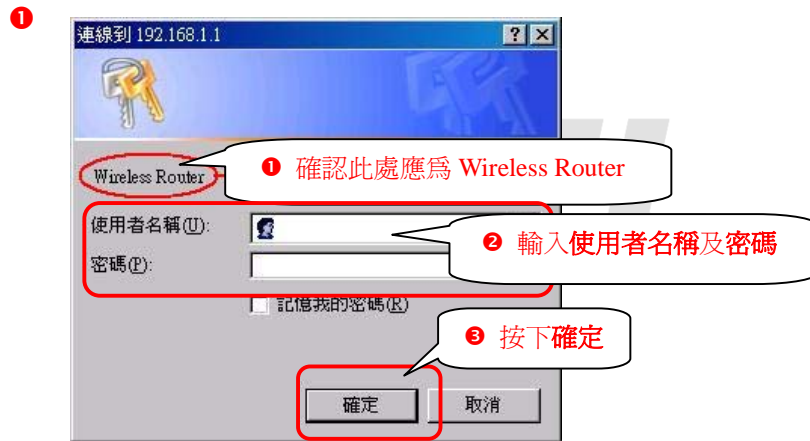 ❶
連線到 192.168.1.1
Wireless Router
❶ 確認此處應爲 Wireless Router
使用者名稱(U):
❷ 輸入使用者名稱及密碼
密碼(P):
記憶我的密碼(R)
❸ 按下確定
確定
取消